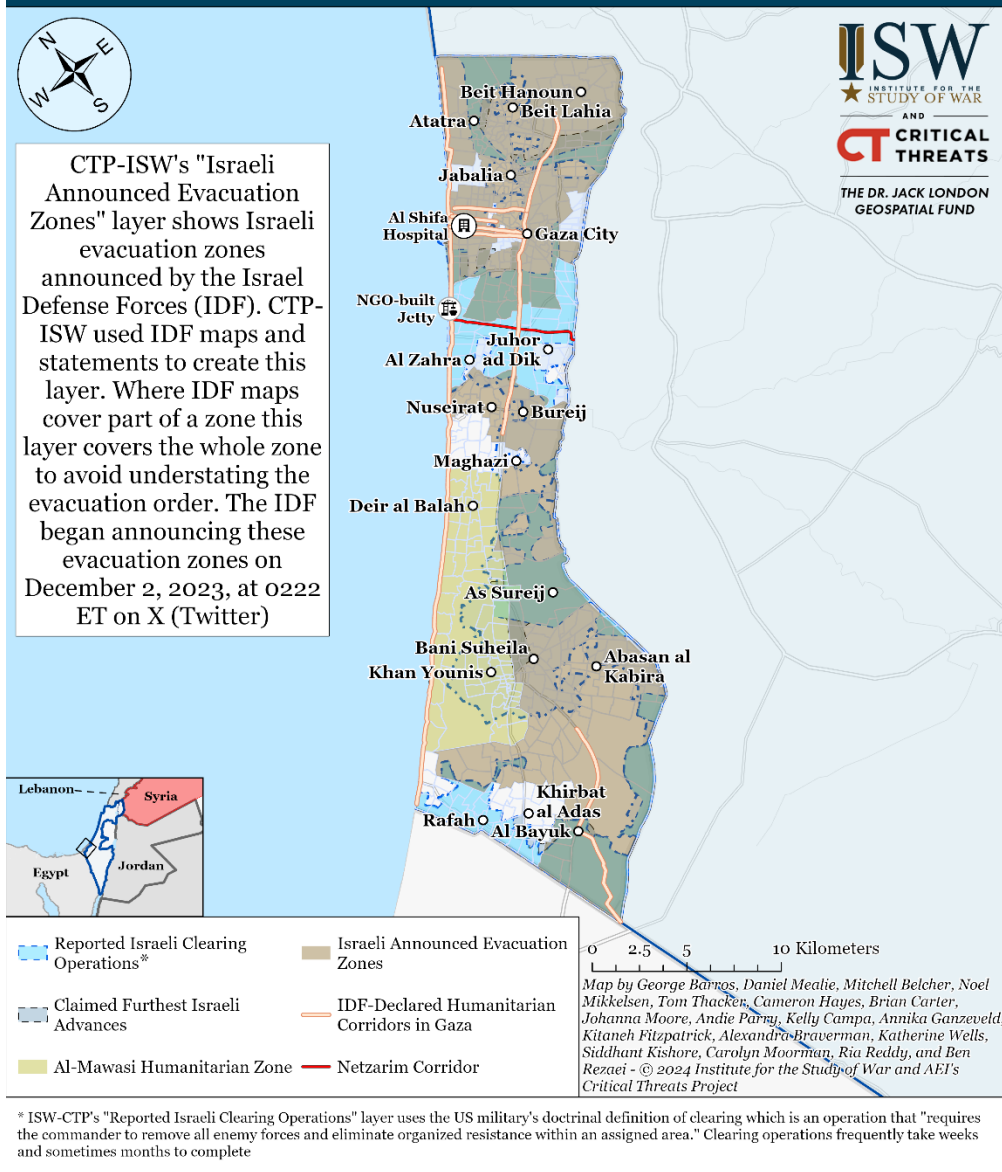 N
E
W
S
ISW
INSTITUTE FOR THE
STUDY OF WAR
AND
CT CRITICAL
THREATS
THE DR. JACK LONDON
GEOSPATIAL FUND
CTP-ISW's "Israeli
Announced Evacuation
Zones" layer shows Israeli
evacuation zones
announced by the Israel
Defense Forces (IDF). CTP-
ISW used IDF maps and
statements to create this
layer. Where IDF maps
cover part of a zone this
layer covers the whole zone
to avoid understating the
evacuation order. The IDF
began announcing these
evacuation zones on
December 2, 2023, at 0222
ET on X (Twitter)
Beit Hanoun
Beit Lahia
Atatra
Jabalia
Al Shifa
Hospital
Gaza City
NGO-built
Jetty
Juhor
ad Dik
Al Zahra
Nuseirat
Bureij
Maghazi
Deir al Balah
As Sureij
Bani Suheila
Abasan al
Kabira
Khan Younis
Khirbat
al Adas
Rafah
Al Bayuk
Lebanon
Syria
Egypt
Jordan
Reported Israeli Clearing
Operations*
Claimed Furthest Israeli
Advances
Al-Mawasi Humanitarian Zone
Israeli Announced Evacuation
Zones
IDF-Declared Humanitarian
Corridors in Gaza
Netzarim Corridor
0 2.5 5 10 Kilometers
Map by George Barros, Daniel Mealie, Mitchell Belcher, Noel
Mikkelsen, Tom Thacker, Cameron Hayes, Brian Carter,
Johanna Moore, Andie Parry, Kelly Campa, Annika Ganzeveld,
Kitaneh Fitzpatrick, Alexandra Braverman, Katherine Wells,
Siddhant Kishore, Carolyn Moorman, Ria Reddy, and Ben
Rezaei - © 2024 Institute for the Study of War and AEI's
Critical Threats Project
* ISW-CTP's "Reported Israeli Clearing Operations" layer uses the US military's doctrinal definition of clearing which is an operation that "requires
the commander to remove all enemy forces and eliminate organized resistance within an assigned area." Clearing operations frequently take weeks
and sometimes months to complete